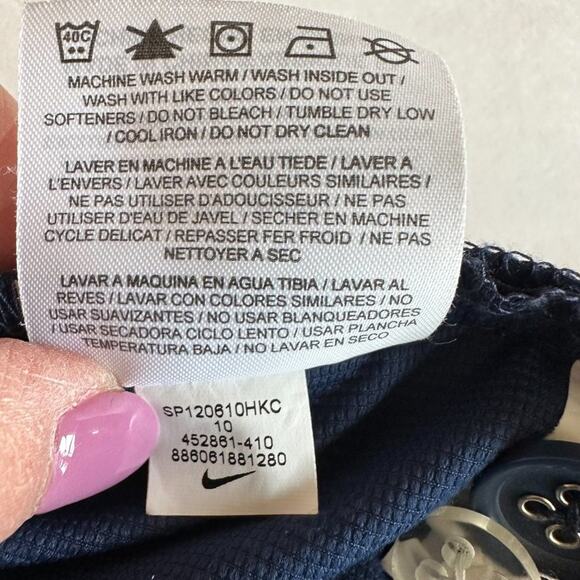 40C
MACHINE WASH WARM / WASH INSIDE OUT /
WASH WITH LIKE COLORS / DO NOT USE
SOFTENERS / DO NOT BLEACH / TUMBLE DRY LOW
/ COOL IRON / DO NOT DRY CLEAN
LAVER EN MACHINE A L'EAU TIEDE / LAVER A
L'ENVERS / LAVER AVEC COULEURS SIMILAIRES /
NE PAS UTILISER D'ADOUCISSEUR / NE PAS
UTILISER D'EAU DE JAVEL / SECHER EN MACHINE
CYCLE DELICAT / REPASSER FER FROID / NE PAS
NETTOYER A SEC
LAVAR A MAQUINA EN AGUA TIBIA / LAVAR AL
REVES / LAVAR CON COLORES SIMILARES / NO
USAR SUAVIZANTES / NO USAR BLANQUEADORES
/ USAR SECADORA CICLO LENTO / USAR PLANCHA
TEMPERATURA BAJA / NO LAVAR EN SECO
SP120610HKC
10
452861-410
886061881280